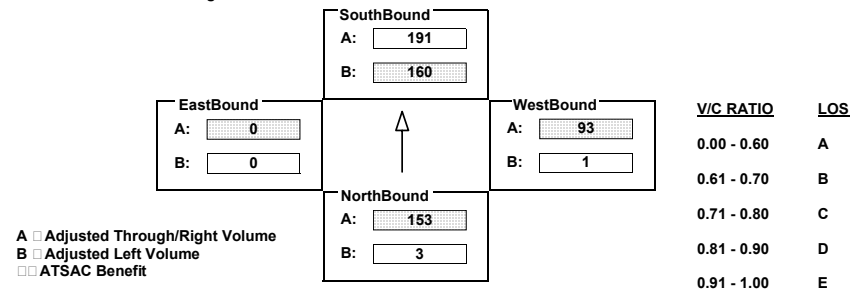 SouthBound
A: 191
B: 160
EastBound
A: 0
B: 0
WestBound
A: 93
B: 1
NorthBound
A: 153
B: 3
A □ Adjusted Through/Right Volume
B □ Adjusted Left Volume
□□ ATSAC Benefit
V/C RATIO LOS
0.00 - 0.60 A
0.61 - 0.70 B
0.71 - 0.80 C
0.81 - 0.90 D
0.91 - 1.00 E